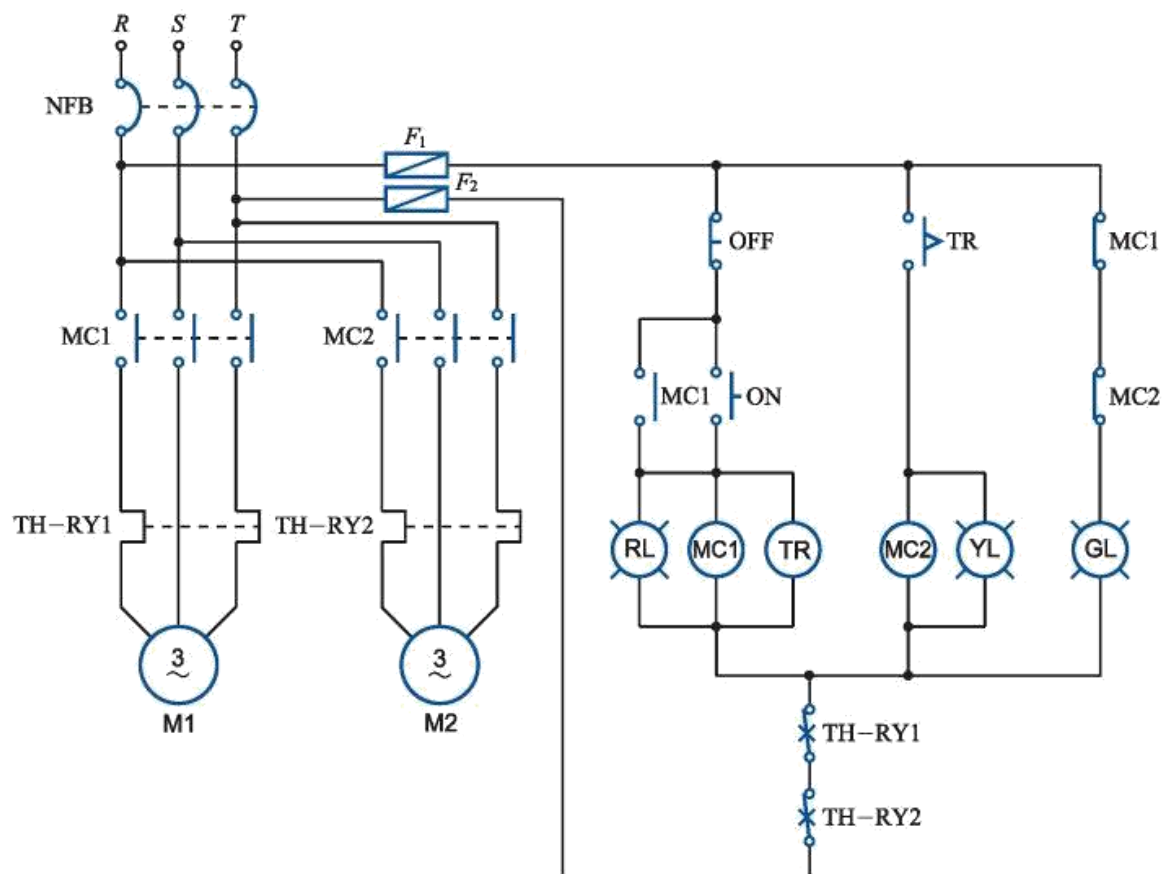 R S T
NFB
F₁
F₂
OFF
TR
MC1
MC1
MC2
MC1
ON
MC2
TH-RY1
TH-RY2
RL
MC1
TR
MC2
YL
GL
3
~
3
~
M1
M2
TH-RY1
TH-RY2